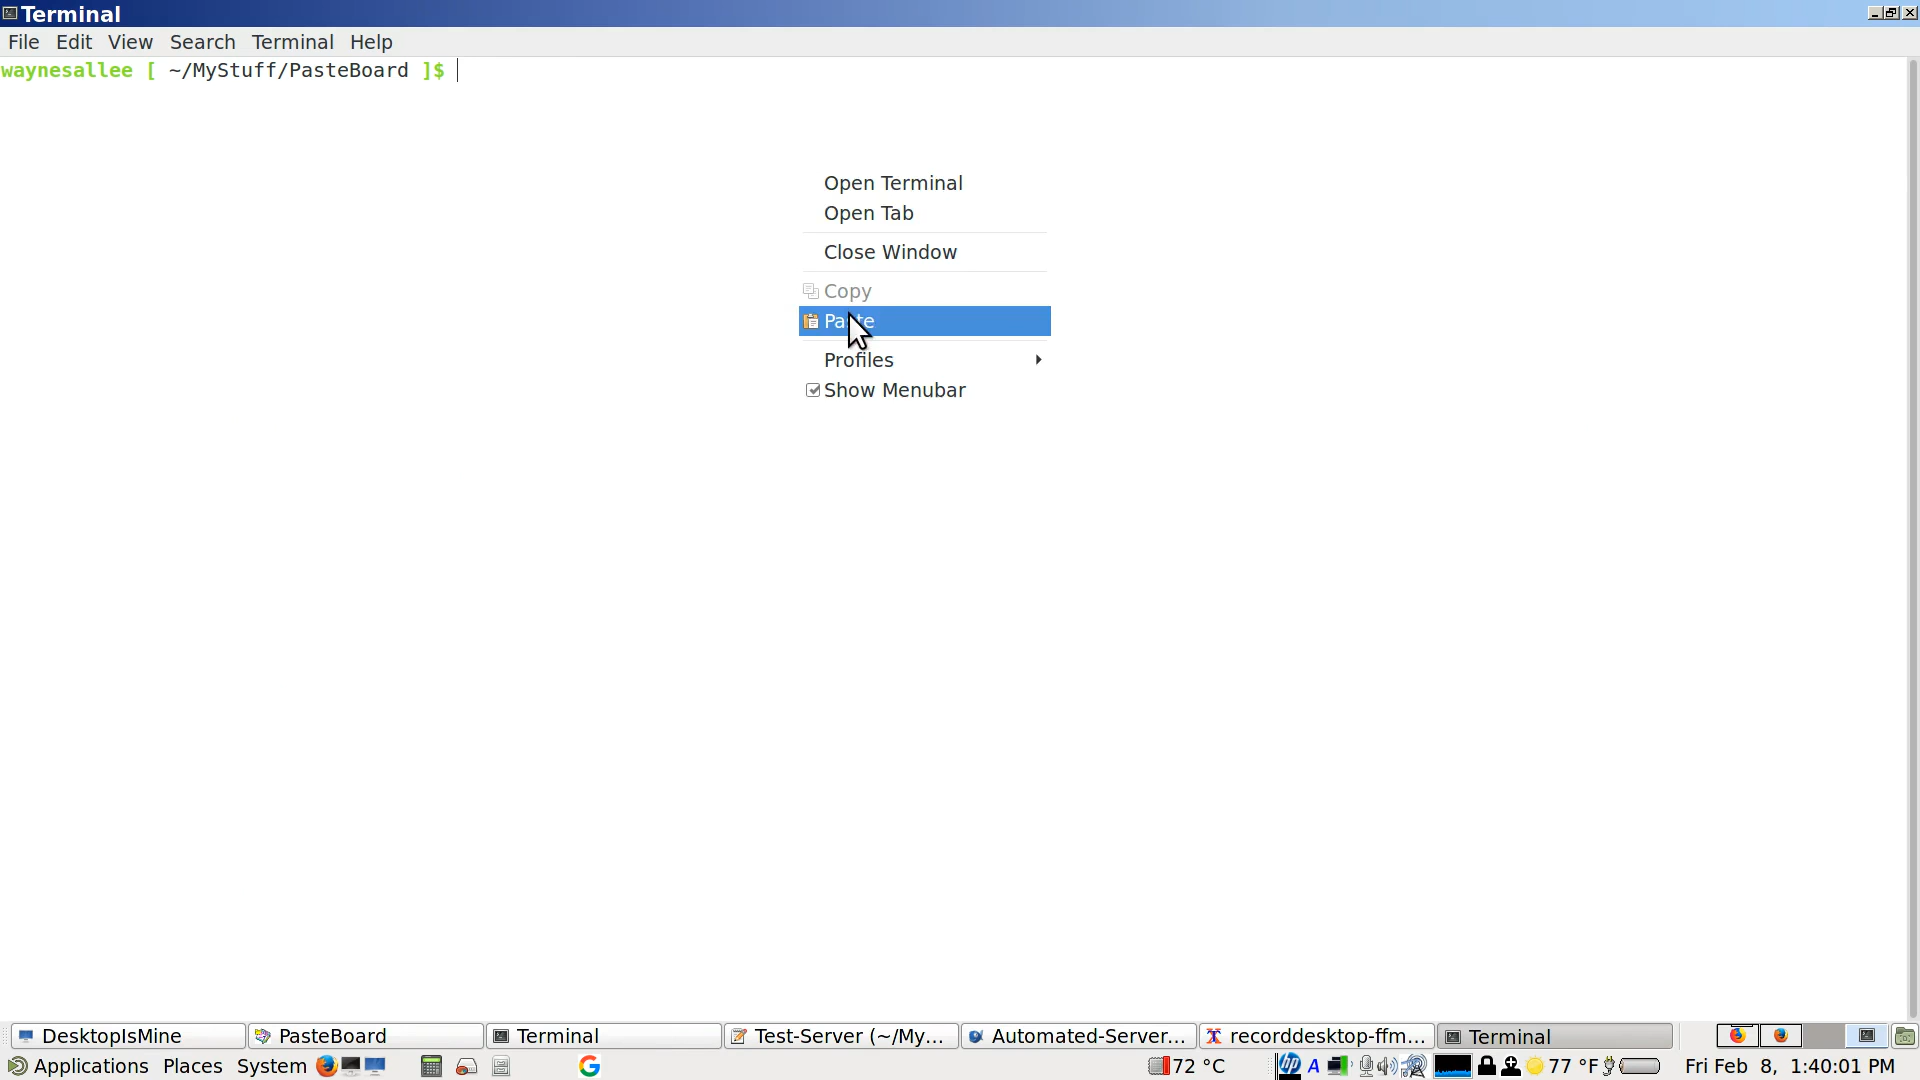 Terminal
File Edit View Search Terminal Help
waynesallee [ ~/MyStuff/PasteBoard ]$
Open Terminal
Open Tab
Close Window
Copy
Paste
Profiles
Show Menubar
DesktopIsMine PasteBoard Terminal Test-Server (~/My... Automated-Server... recorddesktop-ffm... Terminal
Applications Places System G 72 °C hp A 77 °F Fri Feb 8, 1:40:01 PM